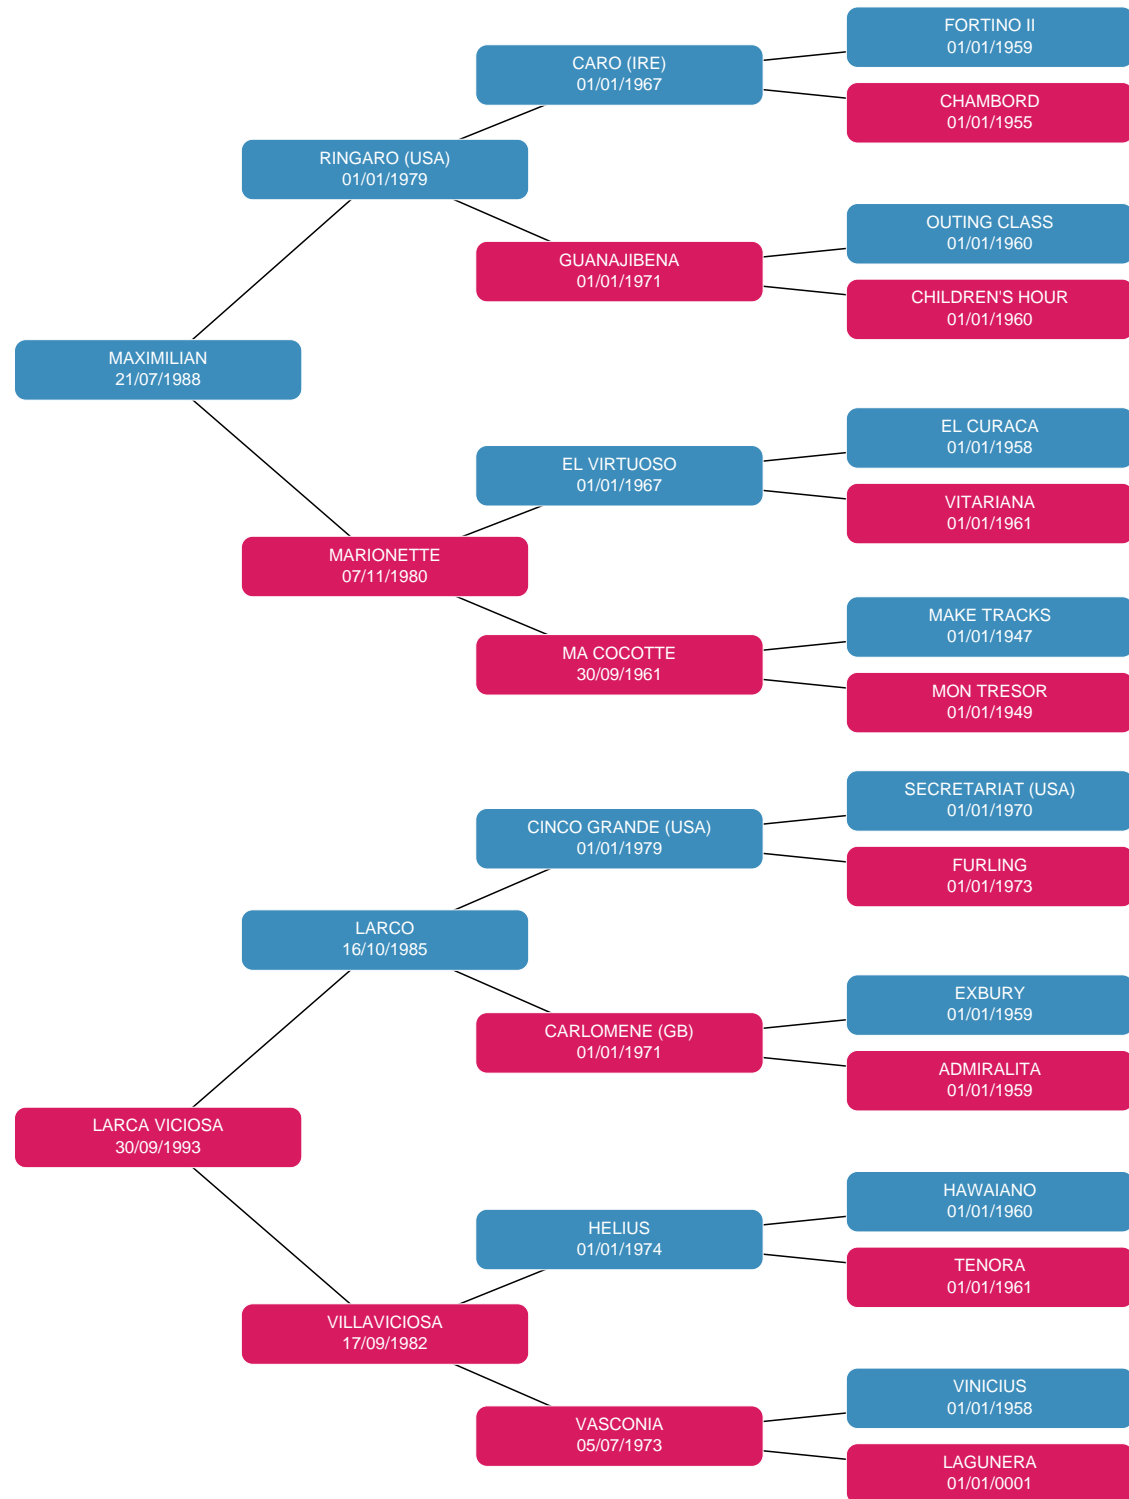 FORTINO II
01/01/1959
CARO (IRE)
01/01/1967
CHAMBORD
01/01/1955
RINGARO (USA)
01/01/1979
OUTING CLASS
01/01/1960
GUANAJIBENA
01/01/1971
CHILDREN'S HOUR
01/01/1960
MAXIMILIAN
21/07/1988
EL CURACA
01/01/1958
EL VIRTUOSO
01/01/1967
VITARIANA
01/01/1961
MARIONETTE
07/11/1980
MAKE TRACKS
01/01/1947
MA COCOTTE
30/09/1961
MON TRESOR
01/01/1949
SECRETARIAT (USA)
01/01/1970
CINCO GRANDE (USA)
01/01/1979
FURLING
01/01/1973
LARCO
16/10/1985
EXBURY
01/01/1959
CARLOMENE (GB)
01/01/1971
ADMIRALITA
01/01/1959
LARCA VICIOSA
30/09/1993
HAWAIANO
01/01/1960
HELIUS
01/01/1974
TENORA
01/01/1961
VILLAVICIOSA
17/09/1982
VINICIUS
01/01/1958
VASCONIA
05/07/1973
LAGUNERA
01/01/0001